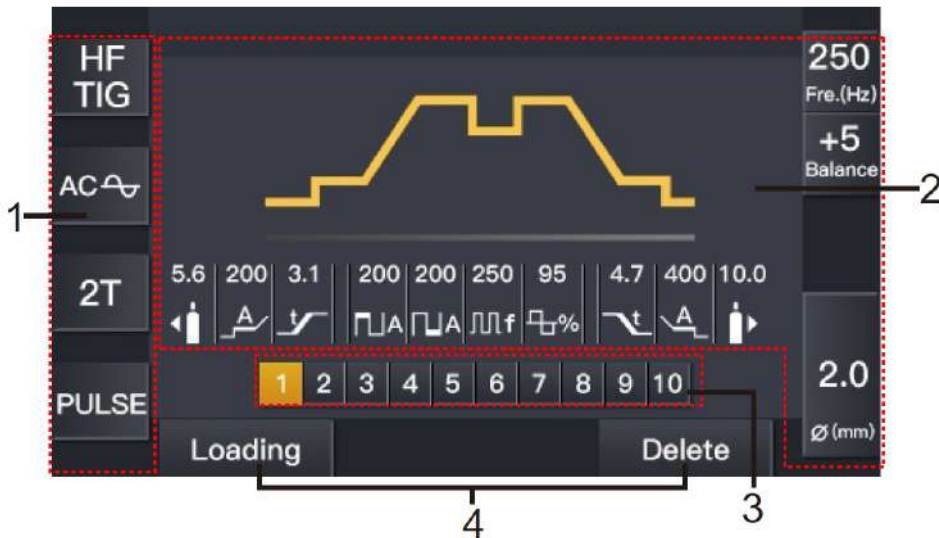 HF
TIG
AC
2T
PULSE
250
Fre.(Hz)
+5
Balance
2.0
Ø (mm)
5.6 200 3.1 200 200 250 95 4.7 400 10.0
A t A A f % t A
1 2 3 4 5 6 7 8 9 10
Loading Delete
1
2
3
4